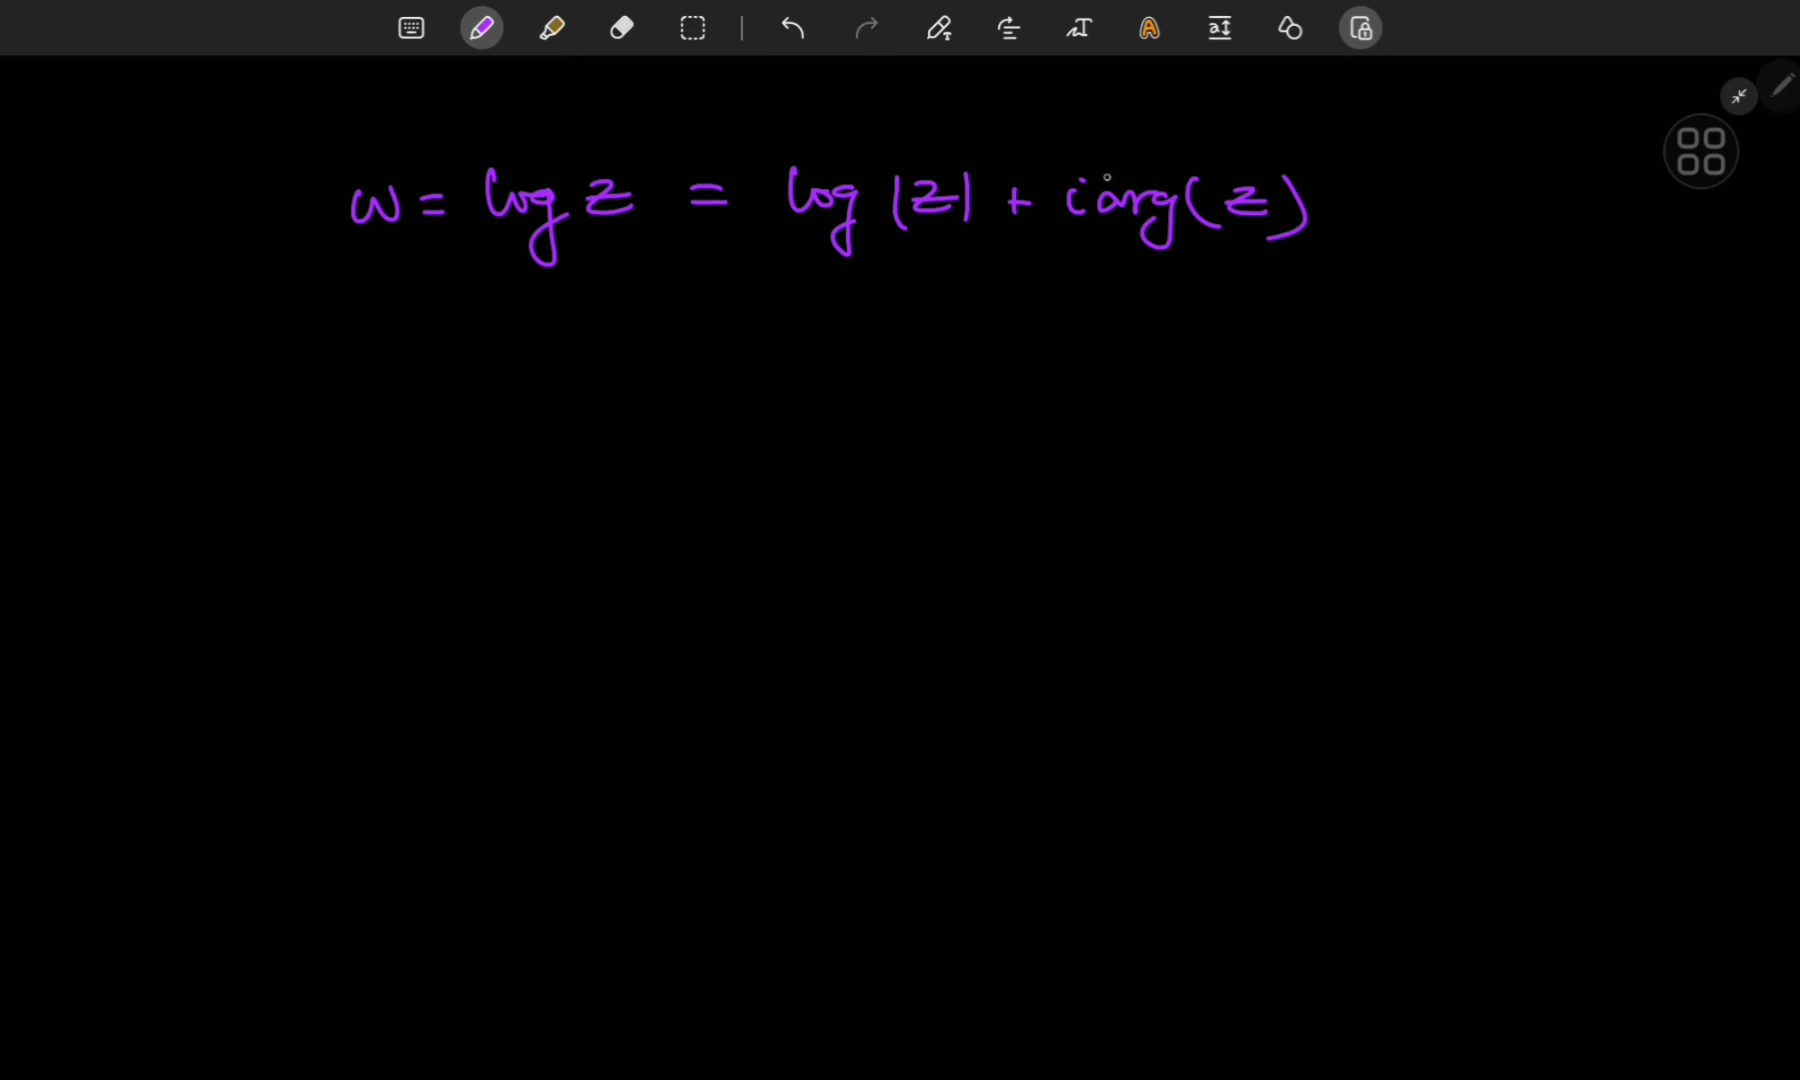 w = log z = log |z| + i arg(z)